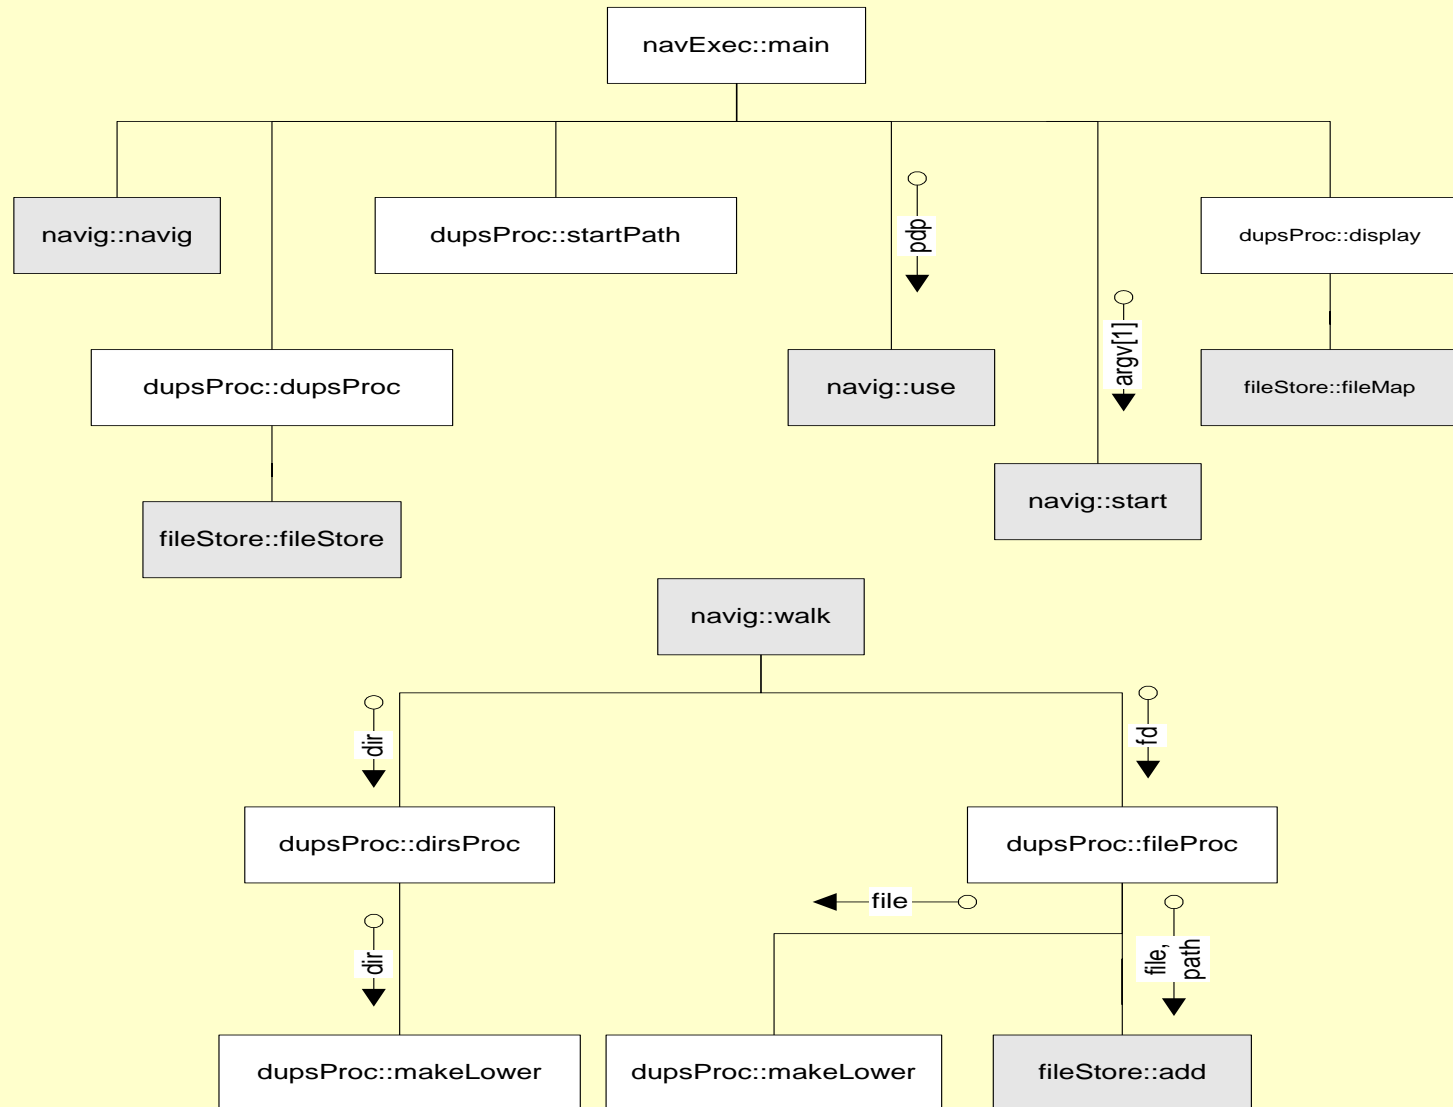 navExec::main
navig::navig
dupsProc::startPath
pdp
dupsProc::display
argv[1]
dupsProc::dupsProc
navig::use
fileStore::fileMap
navig::start
fileStore::fileStore
navig::walk
dir
fd
dupsProc::dirsProc
dupsProc::fileProc
file
dir
file,
path
dupsProc::makeLower
dupsProc::makeLower
fileStore::add